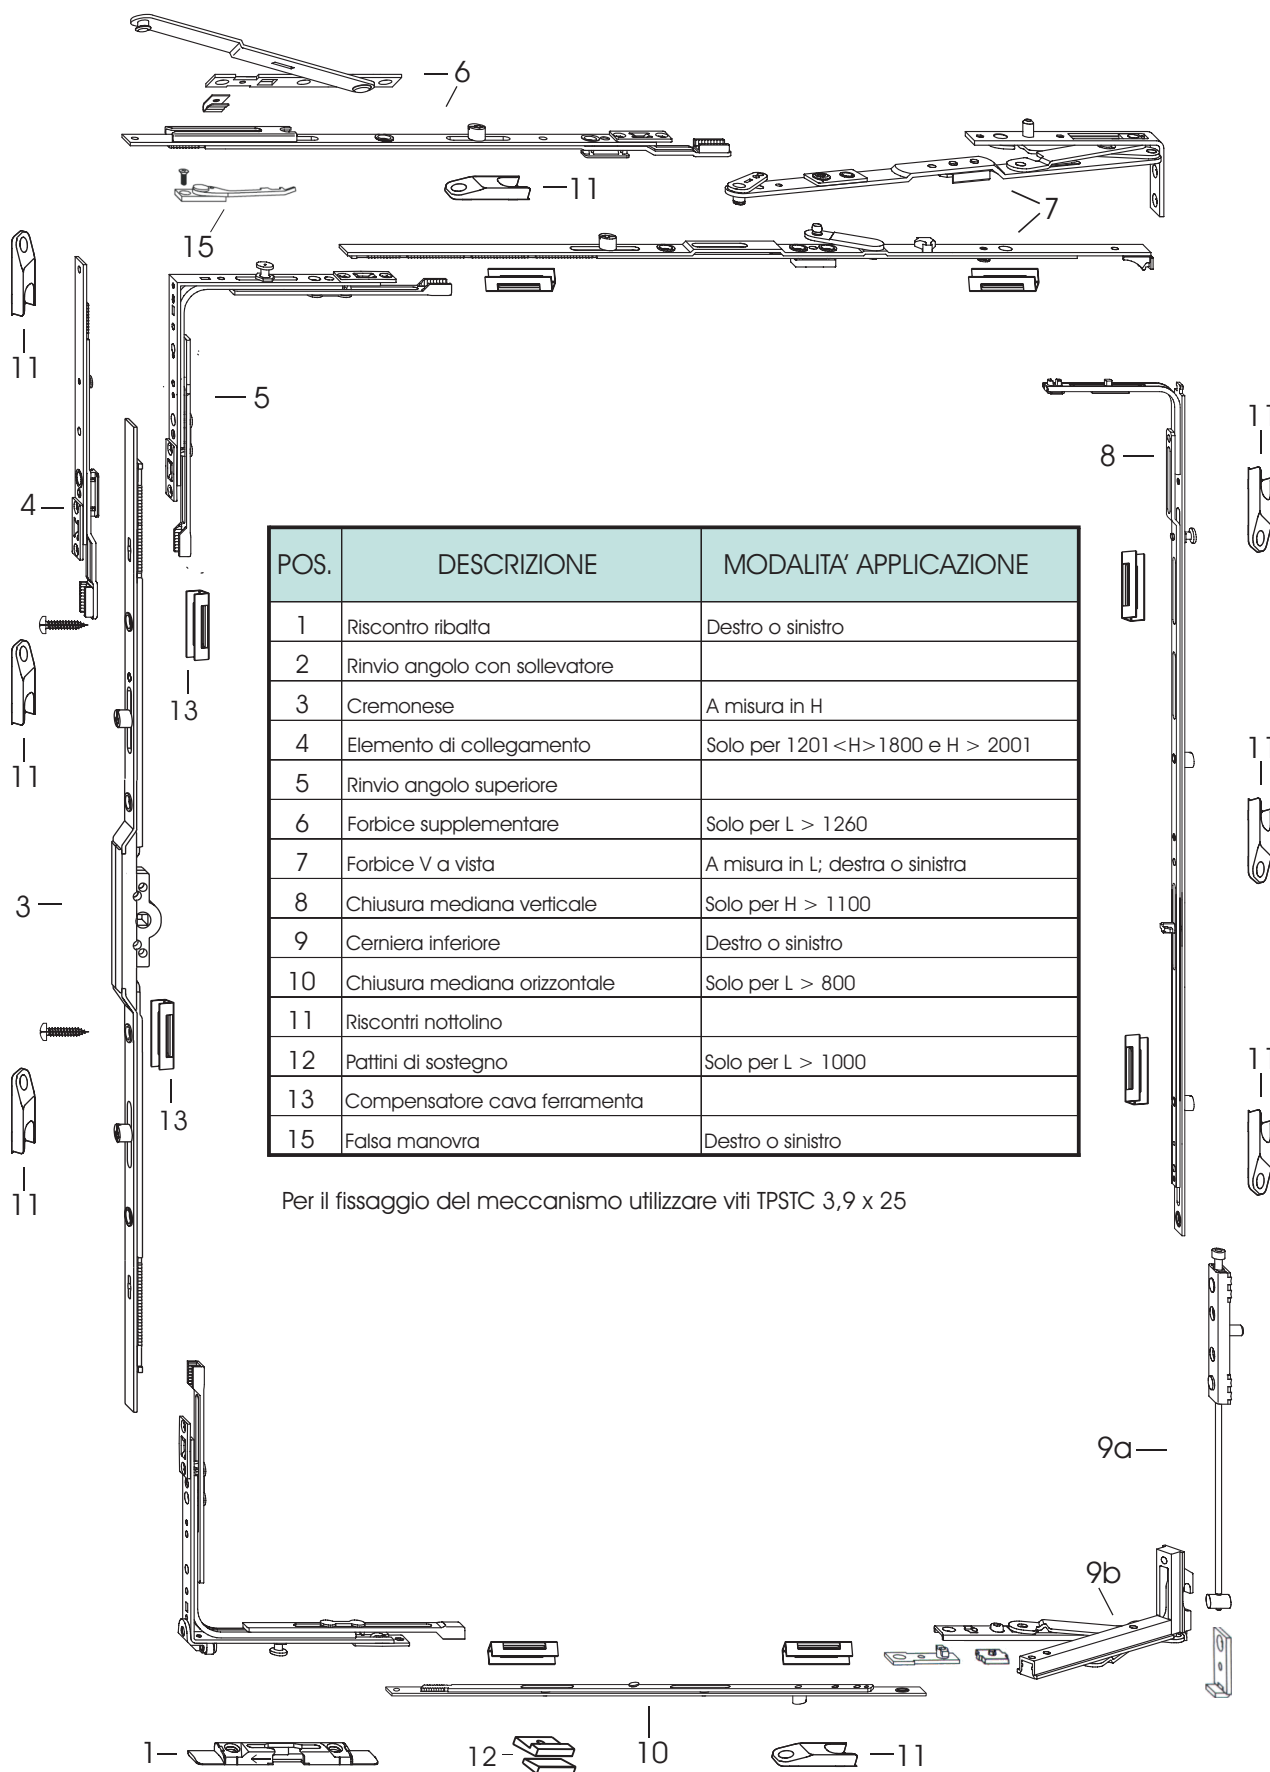 6
11
15
7
11
5
11
8
4
POS. DESCRIZIONE MODALITA' APPLICAZIONE
1 Riscontro ribalta Destro o sinistro
2 Rinvio angolo con sollevatore
3 Cremonese A misura in H
4 Elemento di collegamento Solo per 1201<H>1800 e H > 2001
5 Rinvio angolo superiore
6 Forbice supplementare Solo per L > 1260
7 Forbice V a vista A misura in L; destra o sinistra
8 Chiusura mediana verticale Solo per H > 1100
9 Cerniera inferiore Destro o sinistro
10 Chiusura mediana orizzontale Solo per L > 800
11 Riscontri nottolino
12 Pattini di sostegno Solo per L > 1000
13 Compensatore cava ferramenta
15 Falsa manovra Destro o sinistro
13
11
11
3
11
13
11
Per il fissaggio del meccanismo utilizzare viti TPSTC 3,9 x 25
9a
9b
1
12
10
11